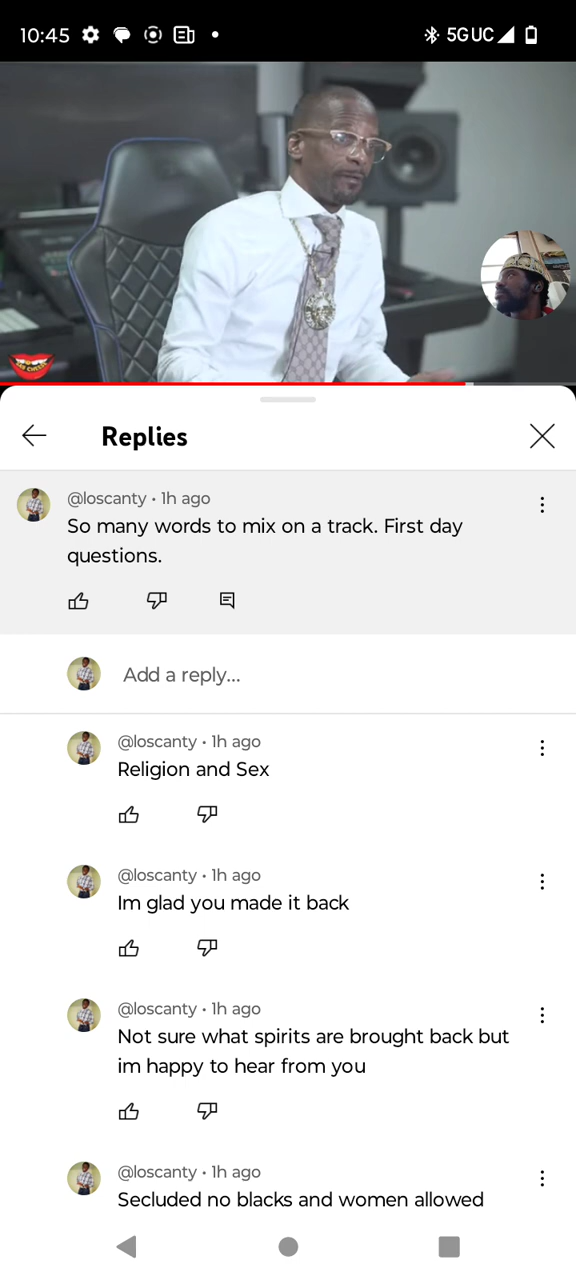 10:45
5G UC
Replies
@loscanty • 1h ago
So many words to mix on a track. First day
questions.
Add a reply...
@loscanty • 1h ago
Religion and Sex
@loscanty • 1h ago
Im glad you made it back
@loscanty • 1h ago
Not sure what spirits are brought back but
im happy to hear from you
@loscanty • 1h ago
Secluded no blacks and women allowed